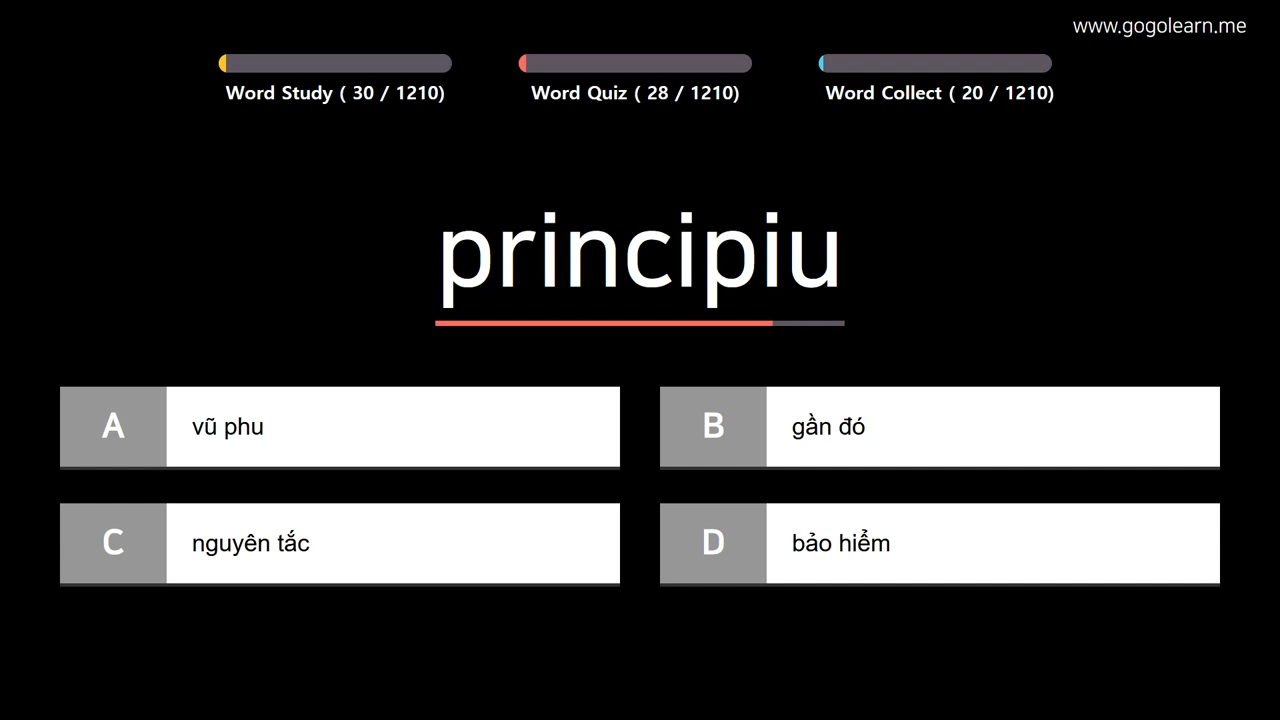 www.gogolearn.me
Word Study ( 30 / 1210)
Word Quiz ( 28 / 1210)
Word Collect ( 20 / 1210)
principiu
A vũ phu
B gần đó
C nguyên tắc
D bảo hiểm